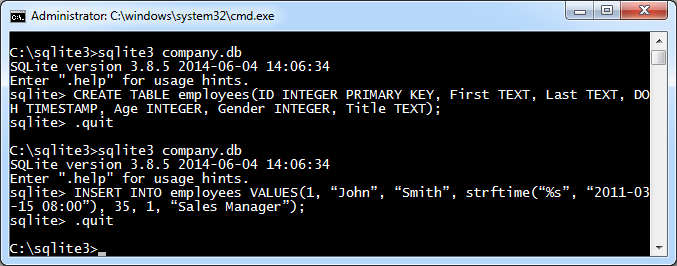 Administrator: C:\windows\system32\cmd.exe
C:\sqlite3>sqlite3 company.db
SQLite version 3.8.5 2014-06-04 14:06:34
Enter ".help" for usage hints.
sqlite> CREATE TABLE employees(ID INTEGER PRIMARY KEY, First TEXT, Last TEXT, DO
H TIMESTAMP, Age INTEGER, Gender INTEGER, Title TEXT);
sqlite> .quit
C:\sqlite3>sqlite3 company.db
SQLite version 3.8.5 2014-06-04 14:06:34
Enter ".help" for usage hints.
sqlite> INSERT INTO employees VALUES(1, “John”, “Smith”, strftime(“%s”, “2011-03
-15 08:00”), 35, 1, “Sales Manager”);
sqlite> .quit
C:\sqlite3>